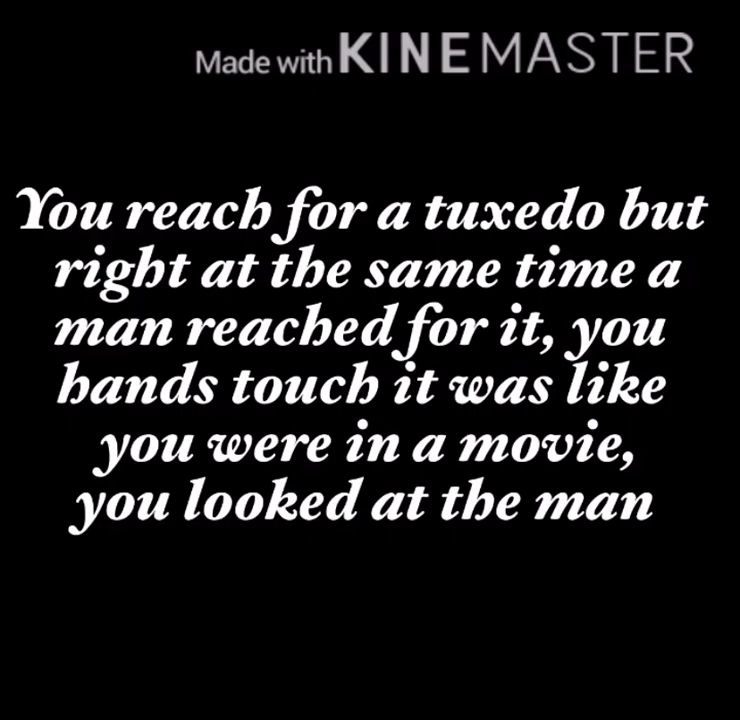 Made with KINEMASTER
You reach for a tuxedo but
right at the same time a
man reached for it, you
hands touch it was like
you were in a movie,
you looked at the man